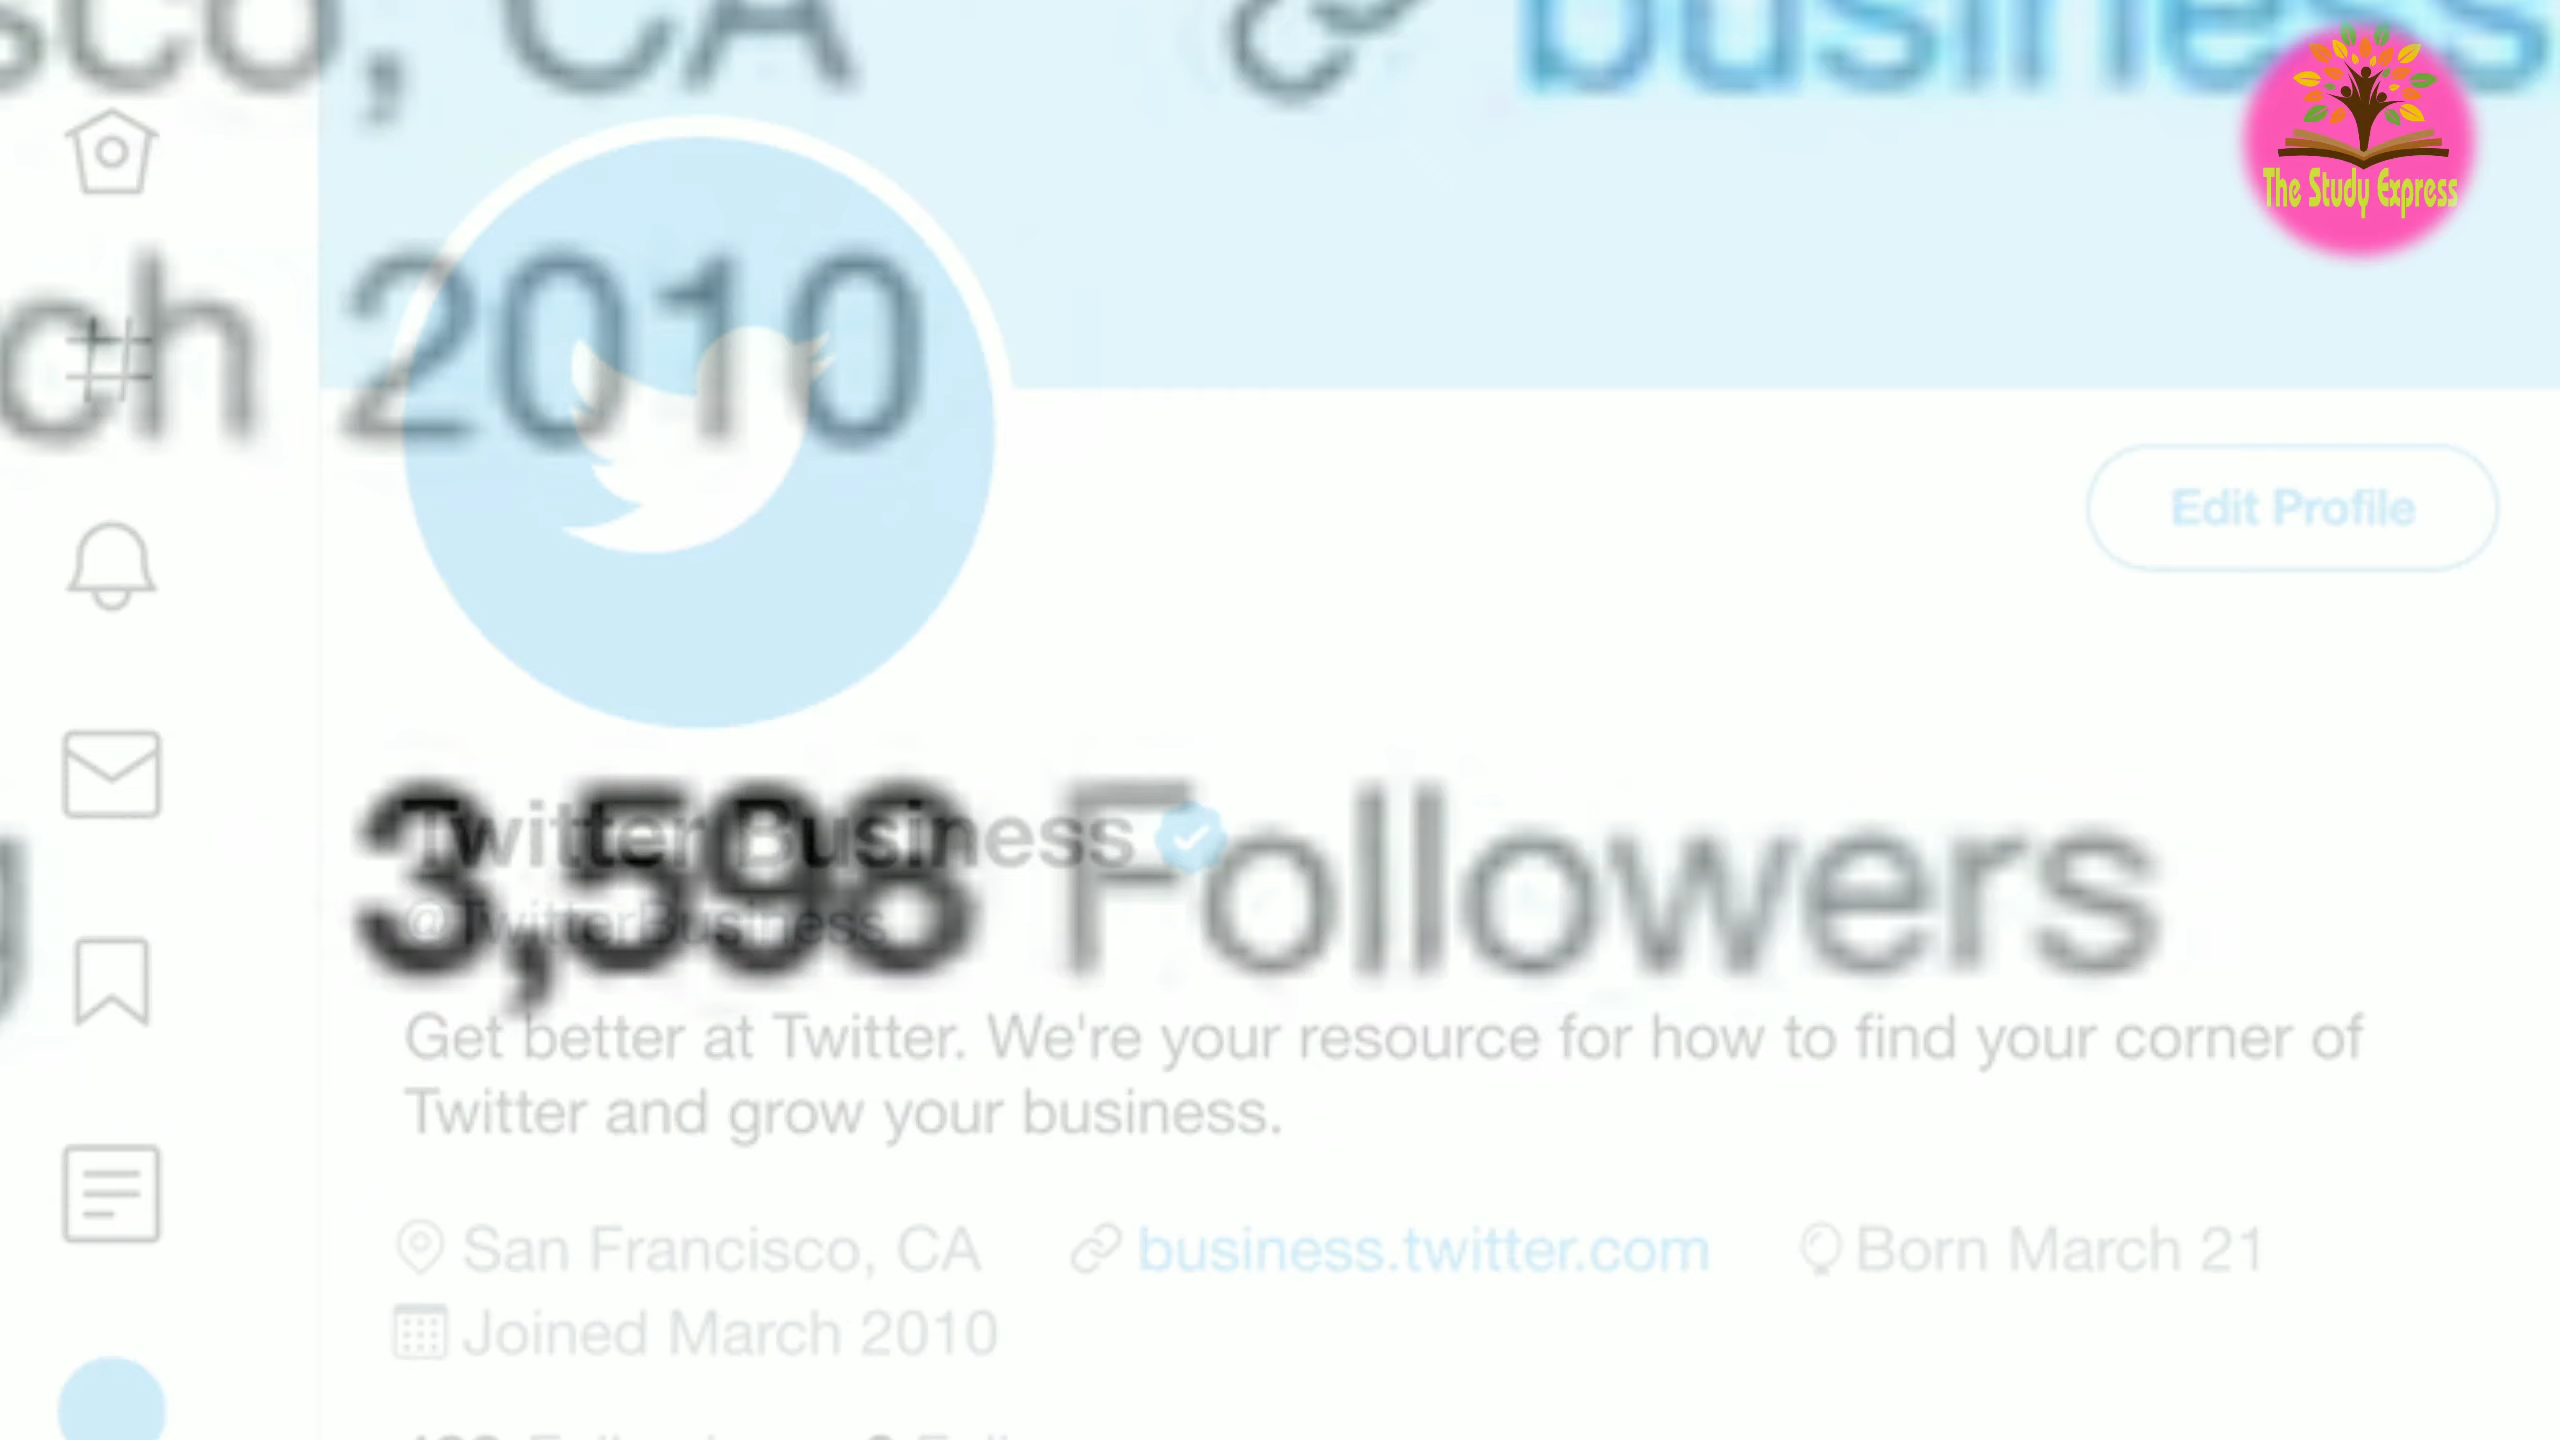 sco, CA business
The Study Express
ch 2010
Edit Profile
3,598 Followers
Twitter Business
@TwitterBusiness
Get better at Twitter. We're your resource for how to find your corner of
Twitter and grow your business.
San Francisco, CA business.twitter.com Born March 21
Joined March 2010